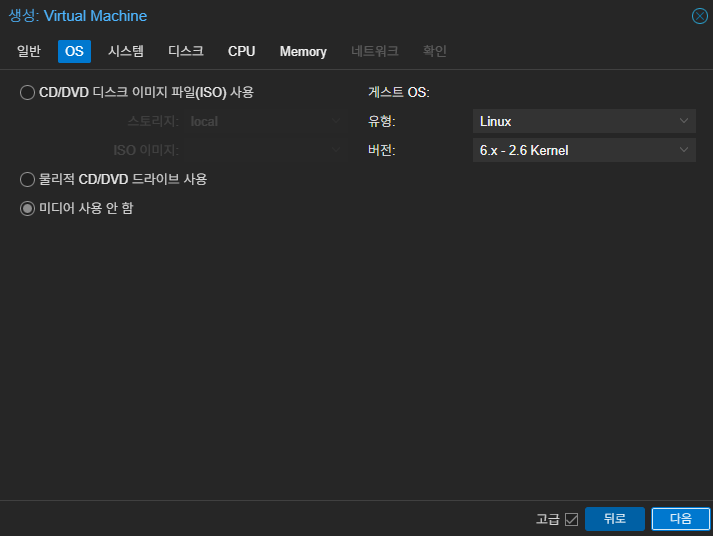 생성: Virtual Machine
일반 OS 시스템 디스크 CPU Memory 네트워크 확인
CD/DVD 디스크 이미지 파일(ISO) 사용 게스트 OS:
스토리지: local 유형: Linux
ISO 이미지: 버전: 6.x - 2.6 Kernel
물리적 CD/DVD 드라이브 사용
미디어 사용 안 함
고급 뒤로 다음